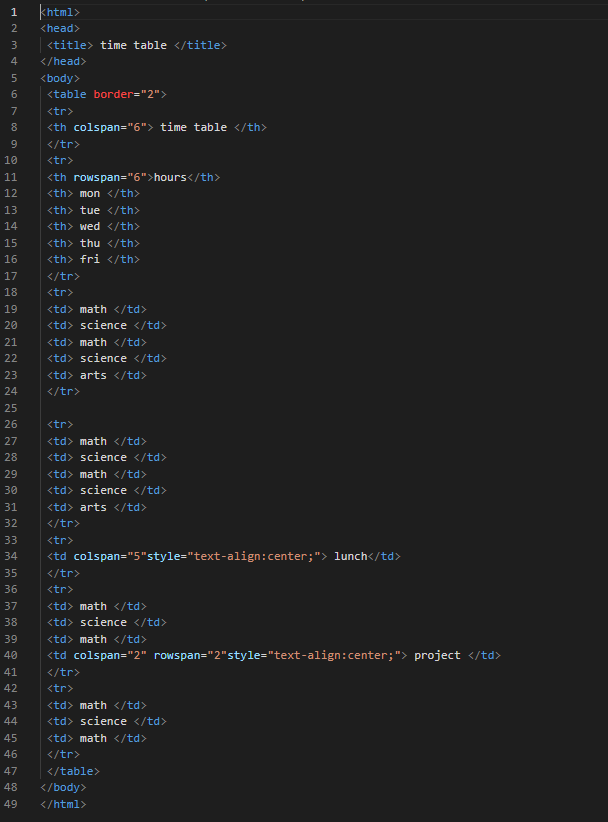 1 <html>
2 <head>
3 <title> time table </title>
4 </head>
5 <body>
6 <table border="2">
7 <tr>
8 <th colspan="6"> time table </th>
9 </tr>
10 <tr>
11 <th rowspan="6">hours</th>
12 <th> mon </th>
13 <th> tue </th>
14 <th> wed </th>
15 <th> thu </th>
16 <th> fri </th>
17 </tr>
18 <tr>
19 <td> math </td>
20 <td> science </td>
21 <td> math </td>
22 <td> science </td>
23 <td> arts </td>
24 </tr>
25
26 <tr>
27 <td> math </td>
28 <td> science </td>
29 <td> math </td>
30 <td> science </td>
31 <td> arts </td>
32 </tr>
33 <tr>
34 <td colspan="5"style="text-align:center;"> lunch</td>
35 </tr>
36 <tr>
37 <td> math </td>
38 <td> science </td>
39 <td> math </td>
40 <td colspan="2" rowspan="2"style="text-align:center;"> project </td>
41 </tr>
42 <tr>
43 <td> math </td>
44 <td> science </td>
45 <td> math </td>
46 </tr>
47 </table>
48 </body>
49 </html>